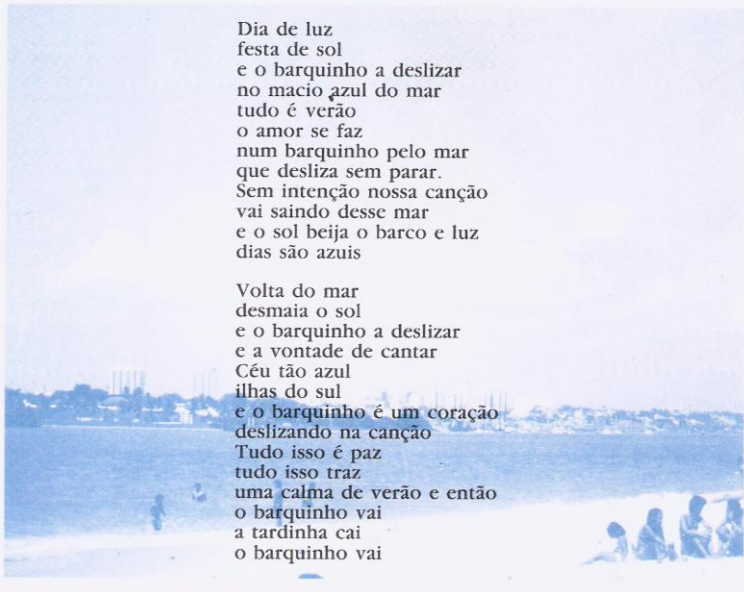 Dia de luz
festa de sol
e o barquinho a deslizar
no macio azul do mar
tudo é verão
o amor se faz
num barquinho pelo mar
que desliza sem parar.
Sem intenção nossa canção
vai saindo desse mar
e o sol beija o barco e luz
dias são azuis

Volta do mar
desmaia o sol
e o barquinho a deslizar
e a vontade de cantar
Céu tão azul
ilhas do sul
e o barquinho é um coração
deslizando na canção
Tudo isso é paz
tudo isso traz
uma calma de verão e então
o barquinho vai
a tardinha cai
o barquinho vai